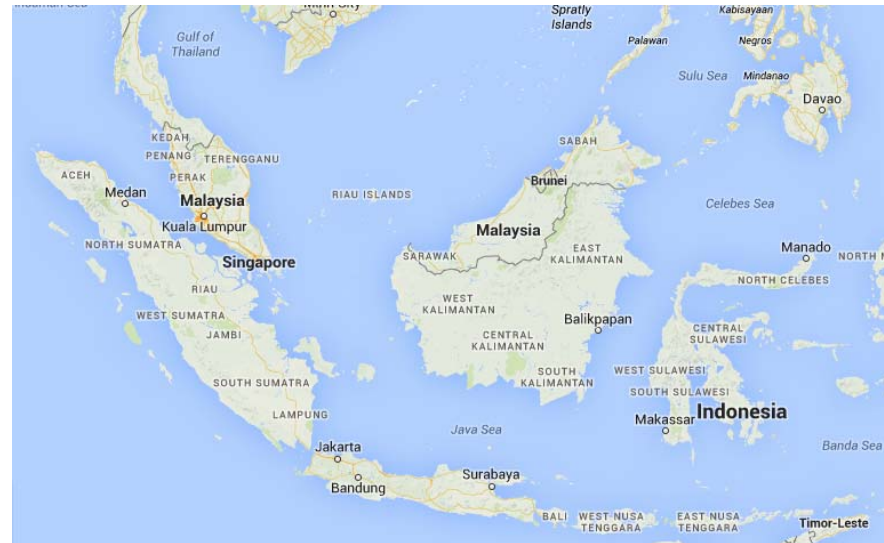 Gulf of
Thailand
Spratly
Islands
Kabisayaan
Palawan
Negros
Sulu Sea
Mindanao
Davao
KEDAH
PENANG
TERENGGANU
PERAK
ACEH
Medan
Malaysia
Kuala Lumpur
RIAU ISLANDS
SABAH
Brunei
Celebes Sea
Malaysia
NORTH SUMATRA
Singapore
SARAWAK
EAST
KALIMANTAN
Manado
NORTH
NORTH CELEBES
RIAU
WEST
KALIMANTAN
WEST SUMATRA
JAMBI
Balikpapan
CENTRAL
KALIMANTAN
CENTRAL
SULAWESI
SOUTH SUMATRA
SOUTH
KALIMANTAN
WEST SULAWESI
SOUTH SULAWESI
LAMPUNG
Makassar
Indonesia
Java Sea
Banda Sea
Jakarta
Bandung
Surabaya
BALI
WEST NUSA
TENGGARA
EAST NUSA
TENGGARA
Timor-Leste